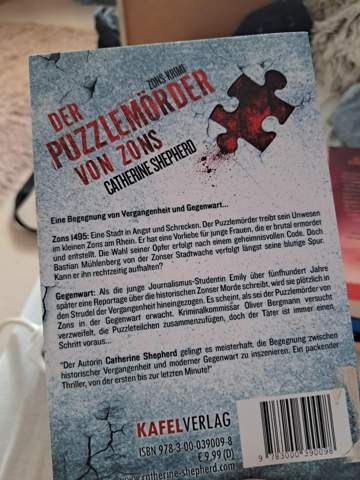 ZONS-KRIMI
DER
PUZZLEMÖRDER
VON ZONS
CATHERINE SHEPHERD
Eine Begegnung von Vergangenheit und Gegenwart...
Zons 1495: Eine Stadt in Angst und Schrecken. Der Puzzlemörder treibt sein Unwesen
im kleinen Zons am Rhein. Er hat eine Vorliebe für junge Frauen, die er brutal ermordet
und entstellt. Die Wahl seiner Opfer erfolgt nach einem geheimnisvollen Code. Doch
Bastian Mühlenberg von der Zonser Stadtwache verfolgt längst seine blutige Spur.
Kann er ihn rechtzeitig aufhalten?
Gegenwart: Als die junge Journalismus-Studentin Emily über fünfhundert Jahre
später eine Reportage über die historischen Zonser Morde schreibt, wird sie plötzlich in
den Strudel der Vergangenheit hineingezogen. Es scheint, als sei der Puzzlemörder von
Zons in der Gegenwart erwacht. Kriminalkommissar Oliver Bergmann versucht
verzweifelt, die Puzzleteilchen zusammenzufügen, doch der Täter ist immer einen
Schritt voraus...
"Der Autorin Catherine Shepherd gelingt es meisterhaft, die Begegnung zwischen
historischer Vergangenheit und moderner Gegenwart zu inszenieren. Ein packender
Thriller, von der ersten bis zur letzten Minute!"
KAFELVERLAG
ISBN 978-3-00-039009-8
€ 9,99 (D)
www.catherine-shepherd.com
9 783000 390098